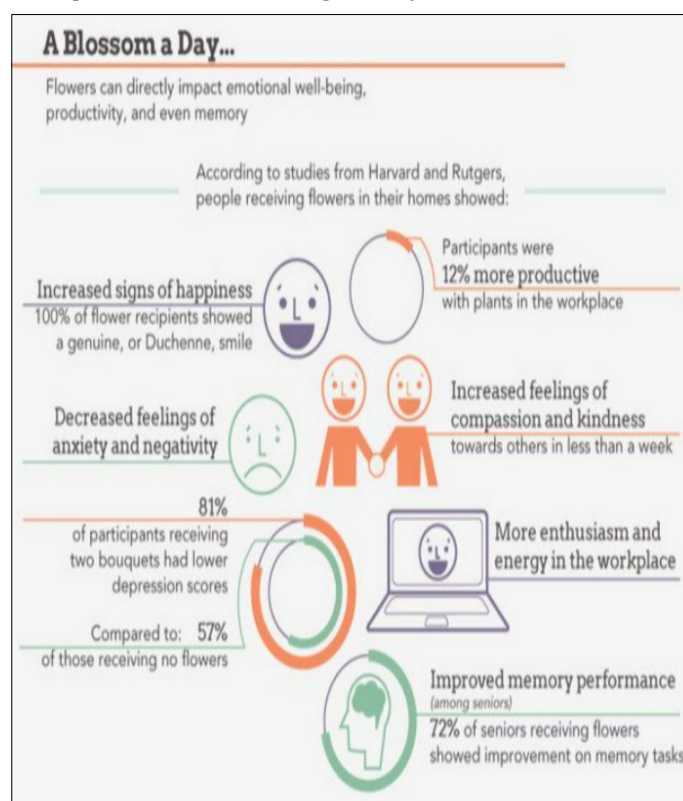 A Blossom a Day...
Flowers can directly impact emotional well-being,
productivity, and even memory
According to studies from Harvard and Rutgers,
people receiving flowers in their homes showed:
Increased signs of happiness
100% of flower recipients showed
a genuine, or Duchenne, smile
Participants were
12% more productive
with plants in the workplace
Decreased feelings of
anxiety and negativity
Increased feelings of
compassion and kindness
towards others in less than a week
81%
of participants receiving
two bouquets had lower
depression scores
Compared to: 57%
of those receiving no flowers
More enthusiasm and
energy in the workplace
Improved memory performance
(among seniors)
72% of seniors receiving flowers
showed improvement on memory tasks